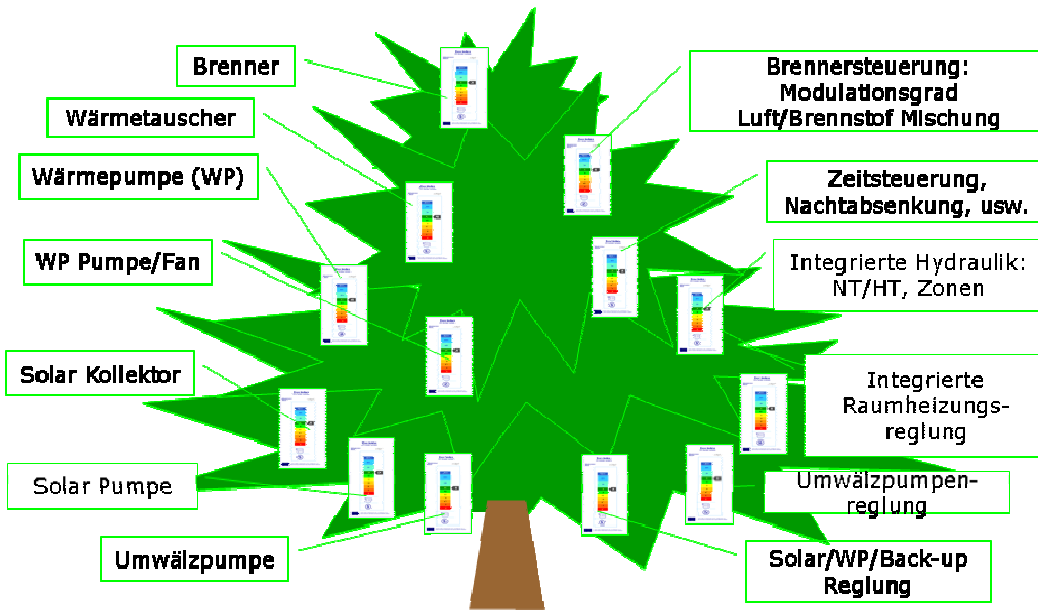 Brenner
Wärmetauscher
Wärmepumpe (WP)
WP Pumpe/Fan
Solar Kollektor
Solar Pumpe
Umwälzpumpe
Brennersteuerung:
Modulationsgrad
Luft/Brennstof Mischung
Zeitsteuerung,
Nachtabsenkung, usw.
Integrierte Hydraulik:
NT/HT, Zonen
Integrierte
Raumheizungs-
reglung
Umwälzpumpen-
reglung
Solar/WP/Back-up
Reglung